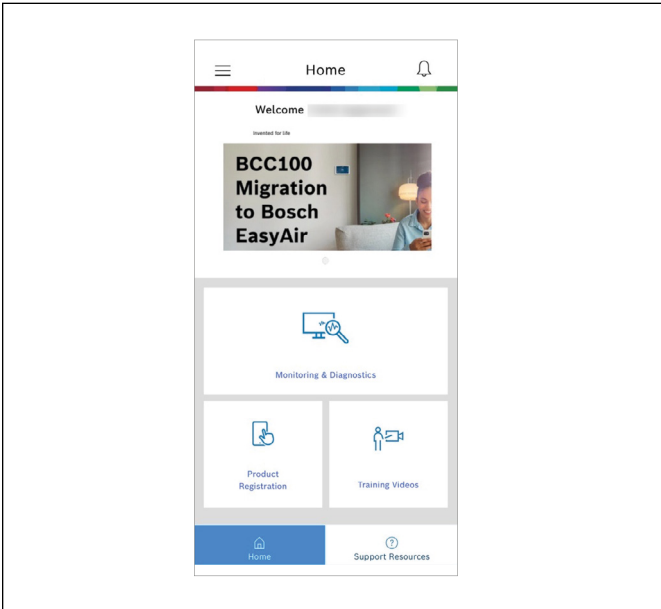 Home
Welcome
Invented for life
BCC100
Migration
to Bosch
EasyAir
Monitoring & Diagnostics
Product
Registration
Training Videos
Home
Support Resources